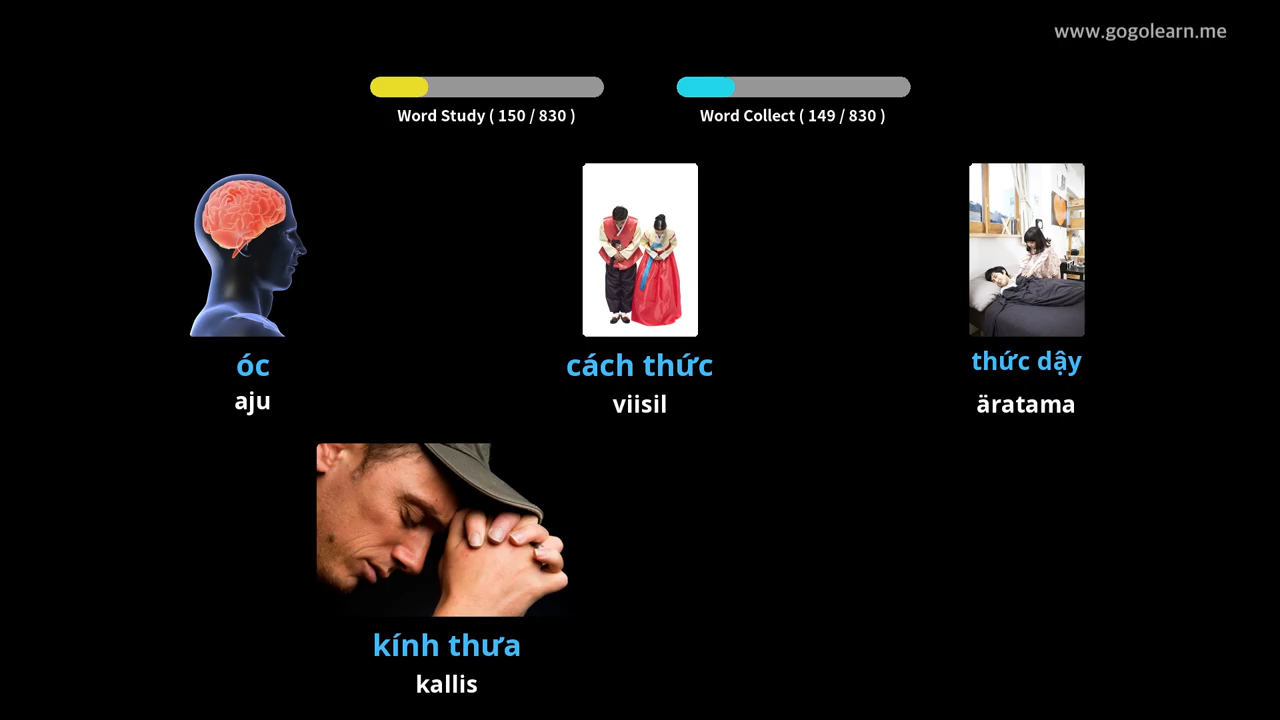 www.gogolearn.me
Word Study ( 150 / 830 )
Word Collect ( 149 / 830 )
óc
aju
cách thức
viisil
thức dậy
äratama
kính thưa
kallis